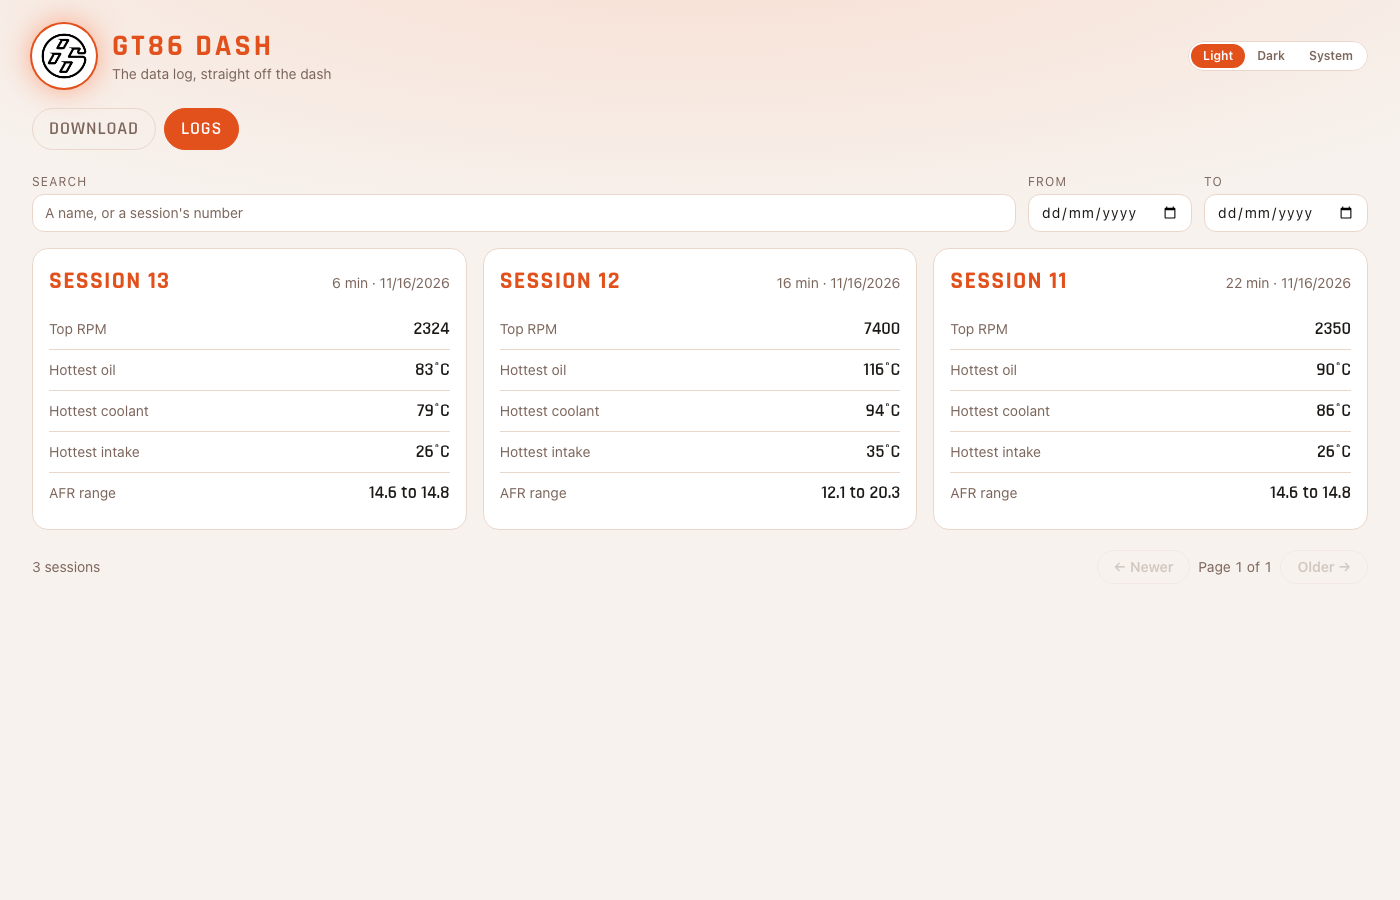 GT86 DASH
The data log, straight off the dash
Light Dark System
DOWNLOAD LOGS
SEARCH FROM TO
A name, or a session's number dd/mm/yyyy dd/mm/yyyy
SESSION 13 6 min · 11/16/2026
Top RPM 2324
Hottest oil 83°C
Hottest coolant 79°C
Hottest intake 26°C
AFR range 14.6 to 14.8
SESSION 12 16 min · 11/16/2026
Top RPM 7400
Hottest oil 116°C
Hottest coolant 94°C
Hottest intake 35°C
AFR range 12.1 to 20.3
SESSION 11 22 min · 11/16/2026
Top RPM 2350
Hottest oil 90°C
Hottest coolant 86°C
Hottest intake 26°C
AFR range 14.6 to 14.8
3 sessions ← Newer Page 1 of 1 Older →